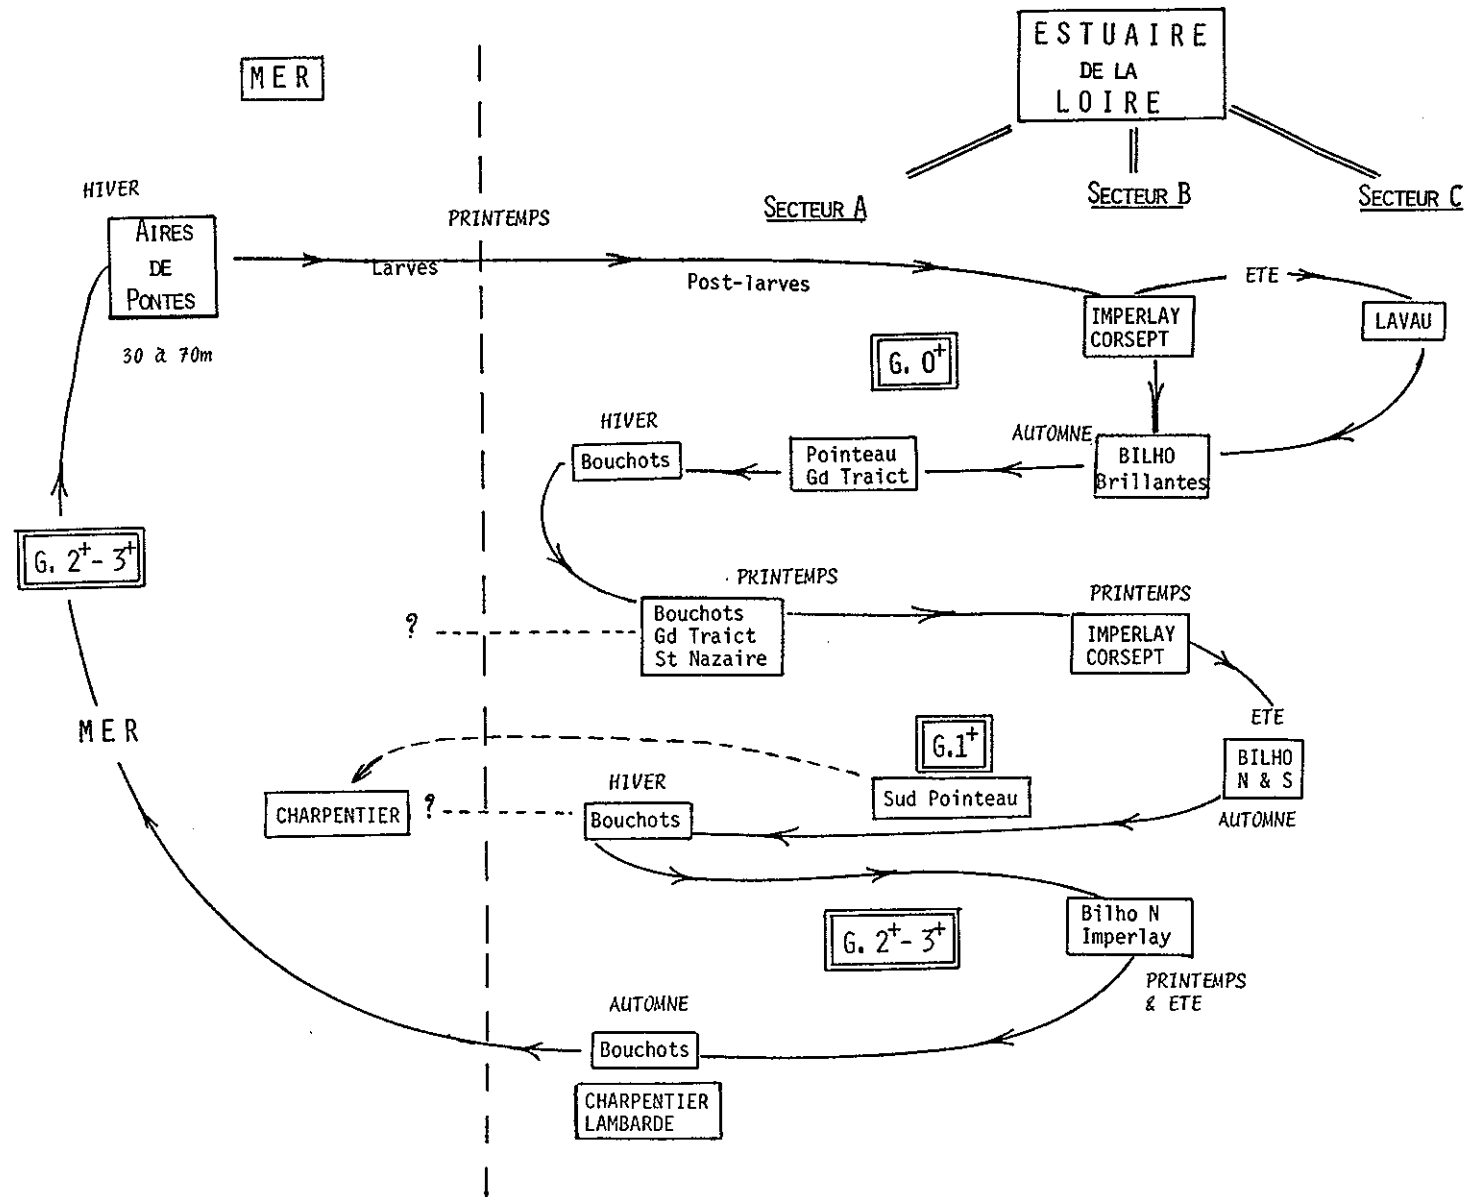 ESTUAIRE
DE LA
LOIRE
MER
HIVER
SECTEUR A
SECTEUR B
SECTEUR C
AIRES
DE
PONTES
PRINTEMPS
Larves
Post-larves
ETE
IMPERLAY
CORSEPT
LAVAU
30 à 70m
G. 0+
HIVER
Bouchots
Pointeau
Gd Traict
AUTOMNE
BILHO
Brillantes
G. 2+- 3+
PRINTEMPS
Bouchots
Gd Traict
St Nazaire
?
PRINTEMPS
IMPERLAY
CORSEPT
MER
G.1+
ETE
BILHO
N & S
AUTOMNE
CHARPENTIER
?
HIVER
Bouchots
Sud Pointeau
G. 2+- 3+
Bilho N
Imperlay
PRINTEMPS
& ETE
AUTOMNE
Bouchots
CHARPENTIER
LAMBARDE